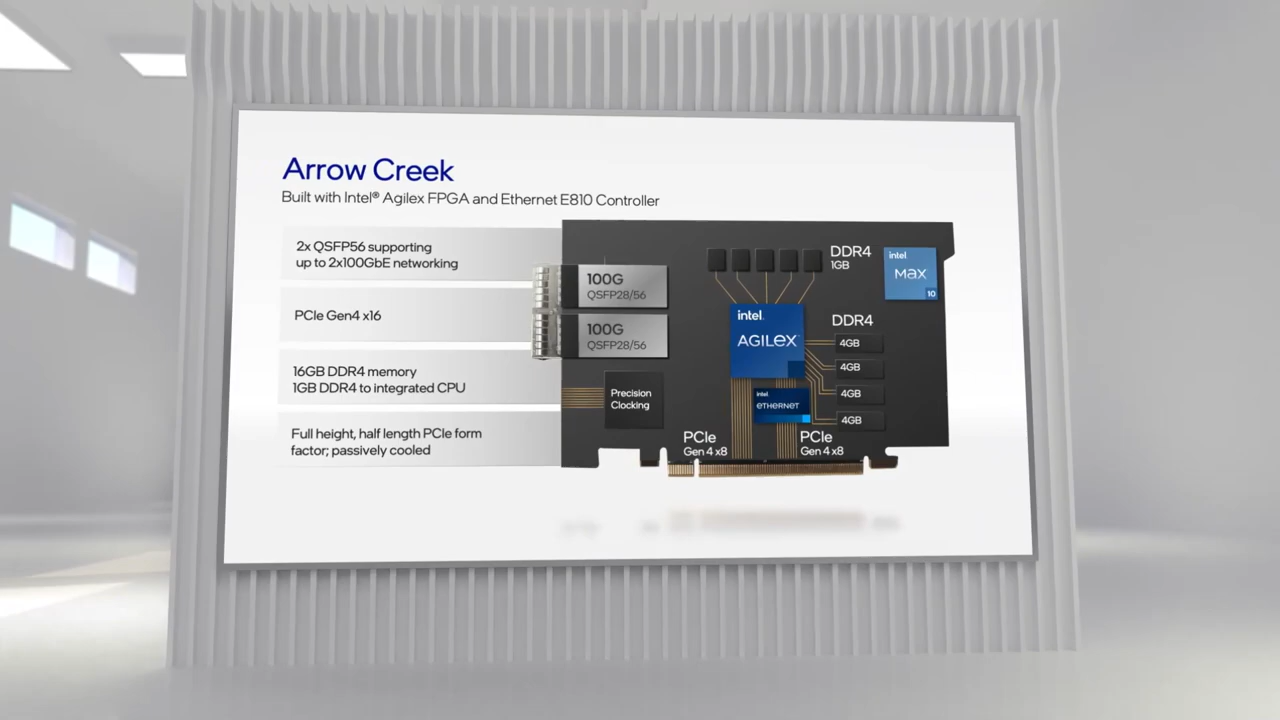 Arrow Creek
Built with Intel® Agilex FPGA and Ethernet E810 Controller
2x QSFP56 supporting
up to 2x100GbE networking
PCIe Gen4 x16
16GB DDR4 memory
1GB DDR4 to integrated CPU
Full height, half length PCIe form
factor; passively cooled
100G
QSFP28/56
100G
QSFP28/56
Precision
Clocking
DDR4
1GB
intel
MAX
10
intel.
AGILEX
DDR4
4GB
4GB
4GB
4GB
intel
ETHERNET
PCIe
Gen 4 x8
PCIe
Gen 4 x8